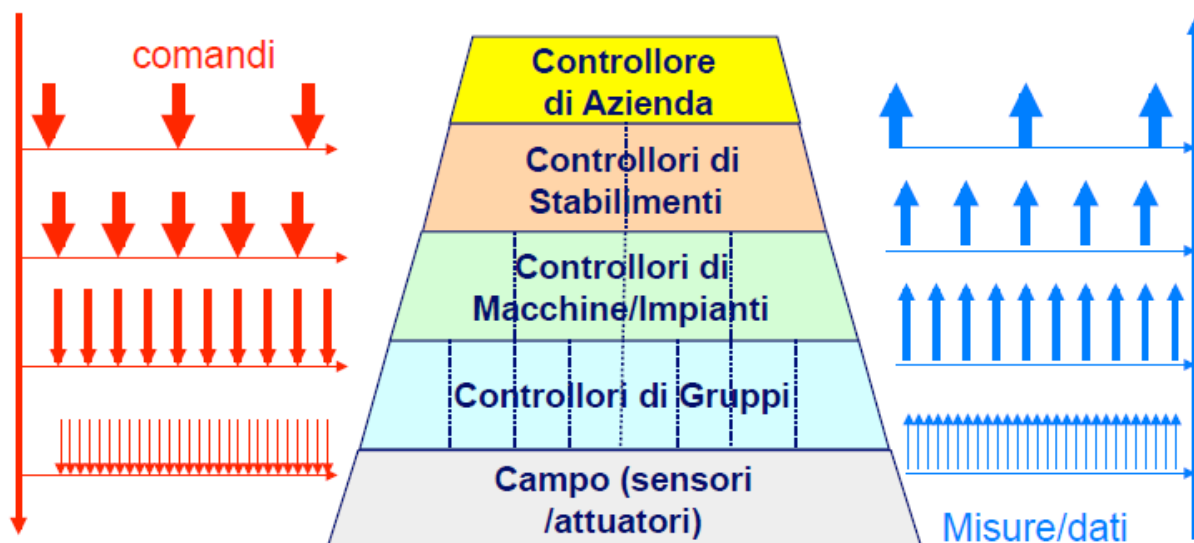 comandi
Controllore
di Azienda
Controllori di
Stabilimenti
Controllori di
Macchine/Impianti
Controllori di Gruppi
Campo (sensori
/attuatori)
Misure/dati